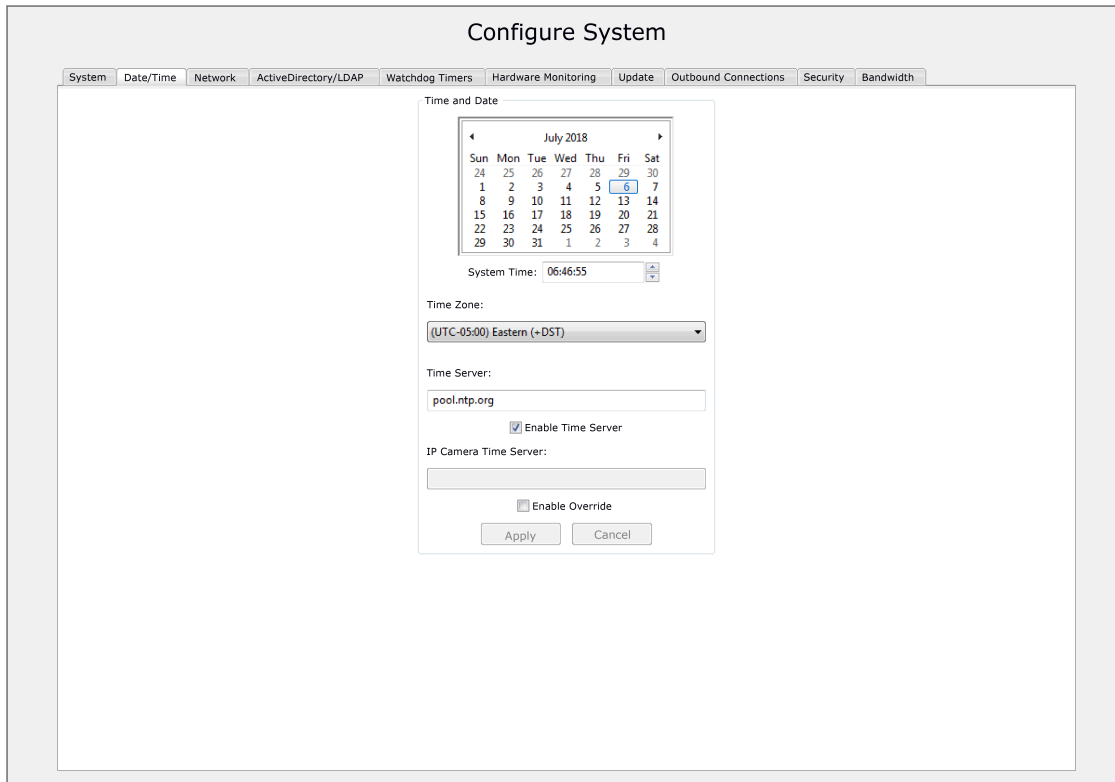 Configure System
System Date/Time Network ActiveDirectory/LDAP Watchdog Timers Hardware Monitoring Update Outbound Connections Security Bandwidth
Time and Date
July 2018
Sun Mon Tue Wed Thu Fri Sat
24 25 26 27 28 29 30
1 2 3 4 5 6 7
8 9 10 11 12 13 14
15 16 17 18 19 20 21
22 23 24 25 26 27 28
29 30 31 1 2 3 4
System Time: 06:46:55
Time Zone:
(UTC-05:00) Eastern (+DST)
Time Server:
pool.ntp.org
Enable Time Server
IP Camera Time Server:
Enable Override
Apply Cancel